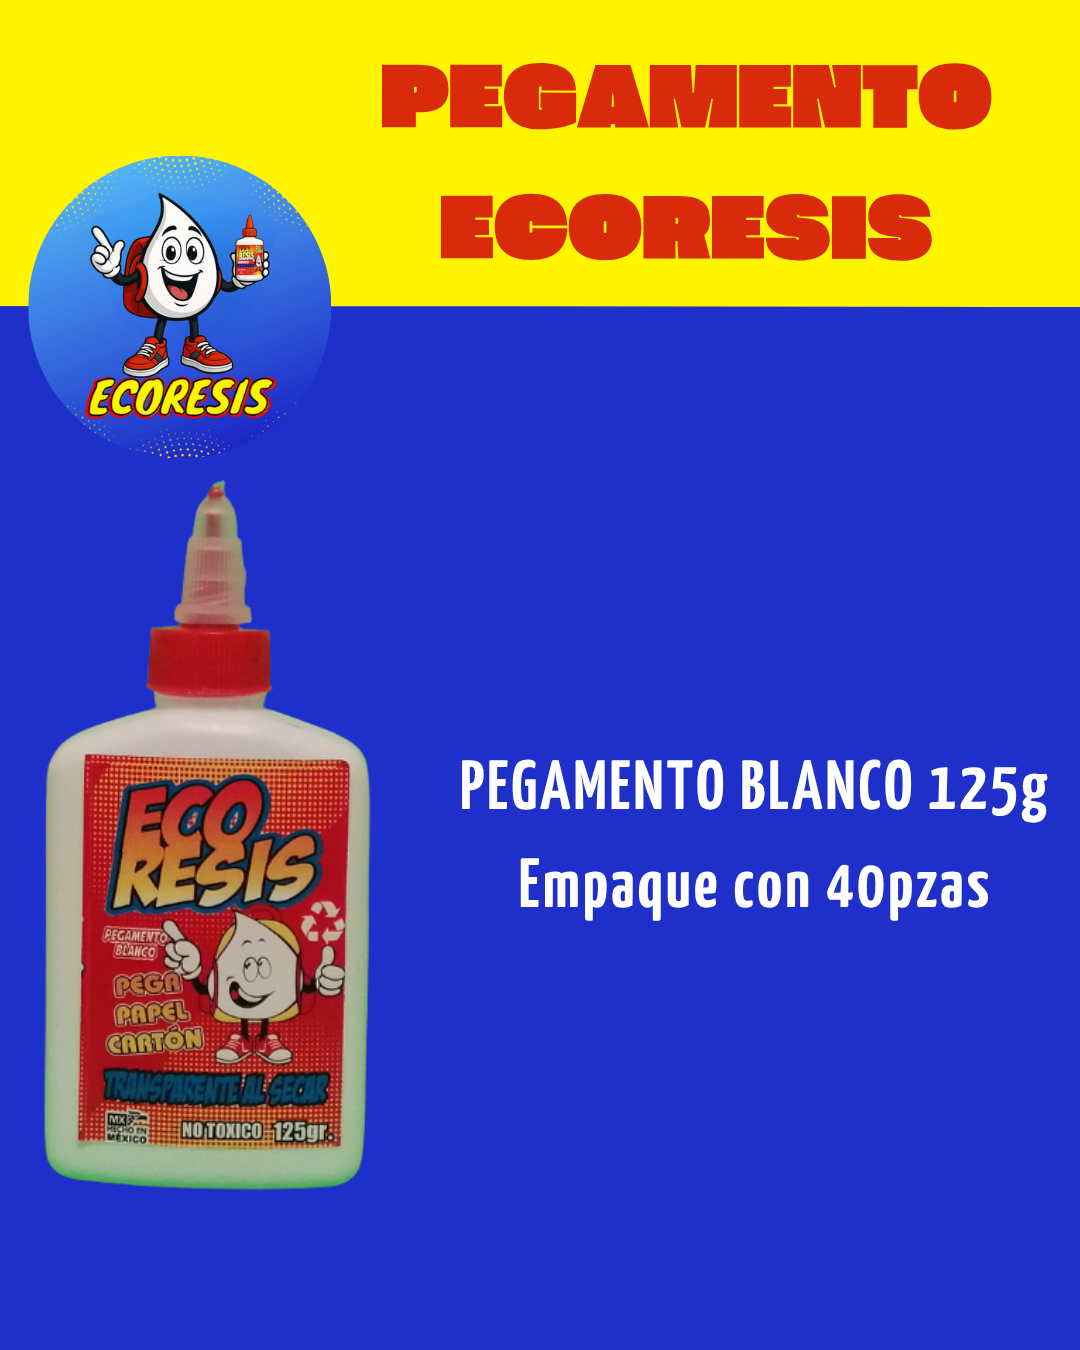 PEGAMENTO
ECORESIS
ECORESIS
PEGAMENTO BLANCO 125g
Empaque con 40pzas
ECO
RESIS
PEGAMENTO
BLANCO
PEGA
PAPEL
CARTÓN
TRANSPARENTE AL SECAR
MX
HECHO EN
MÉXICO
NO TOXICO 125gr.